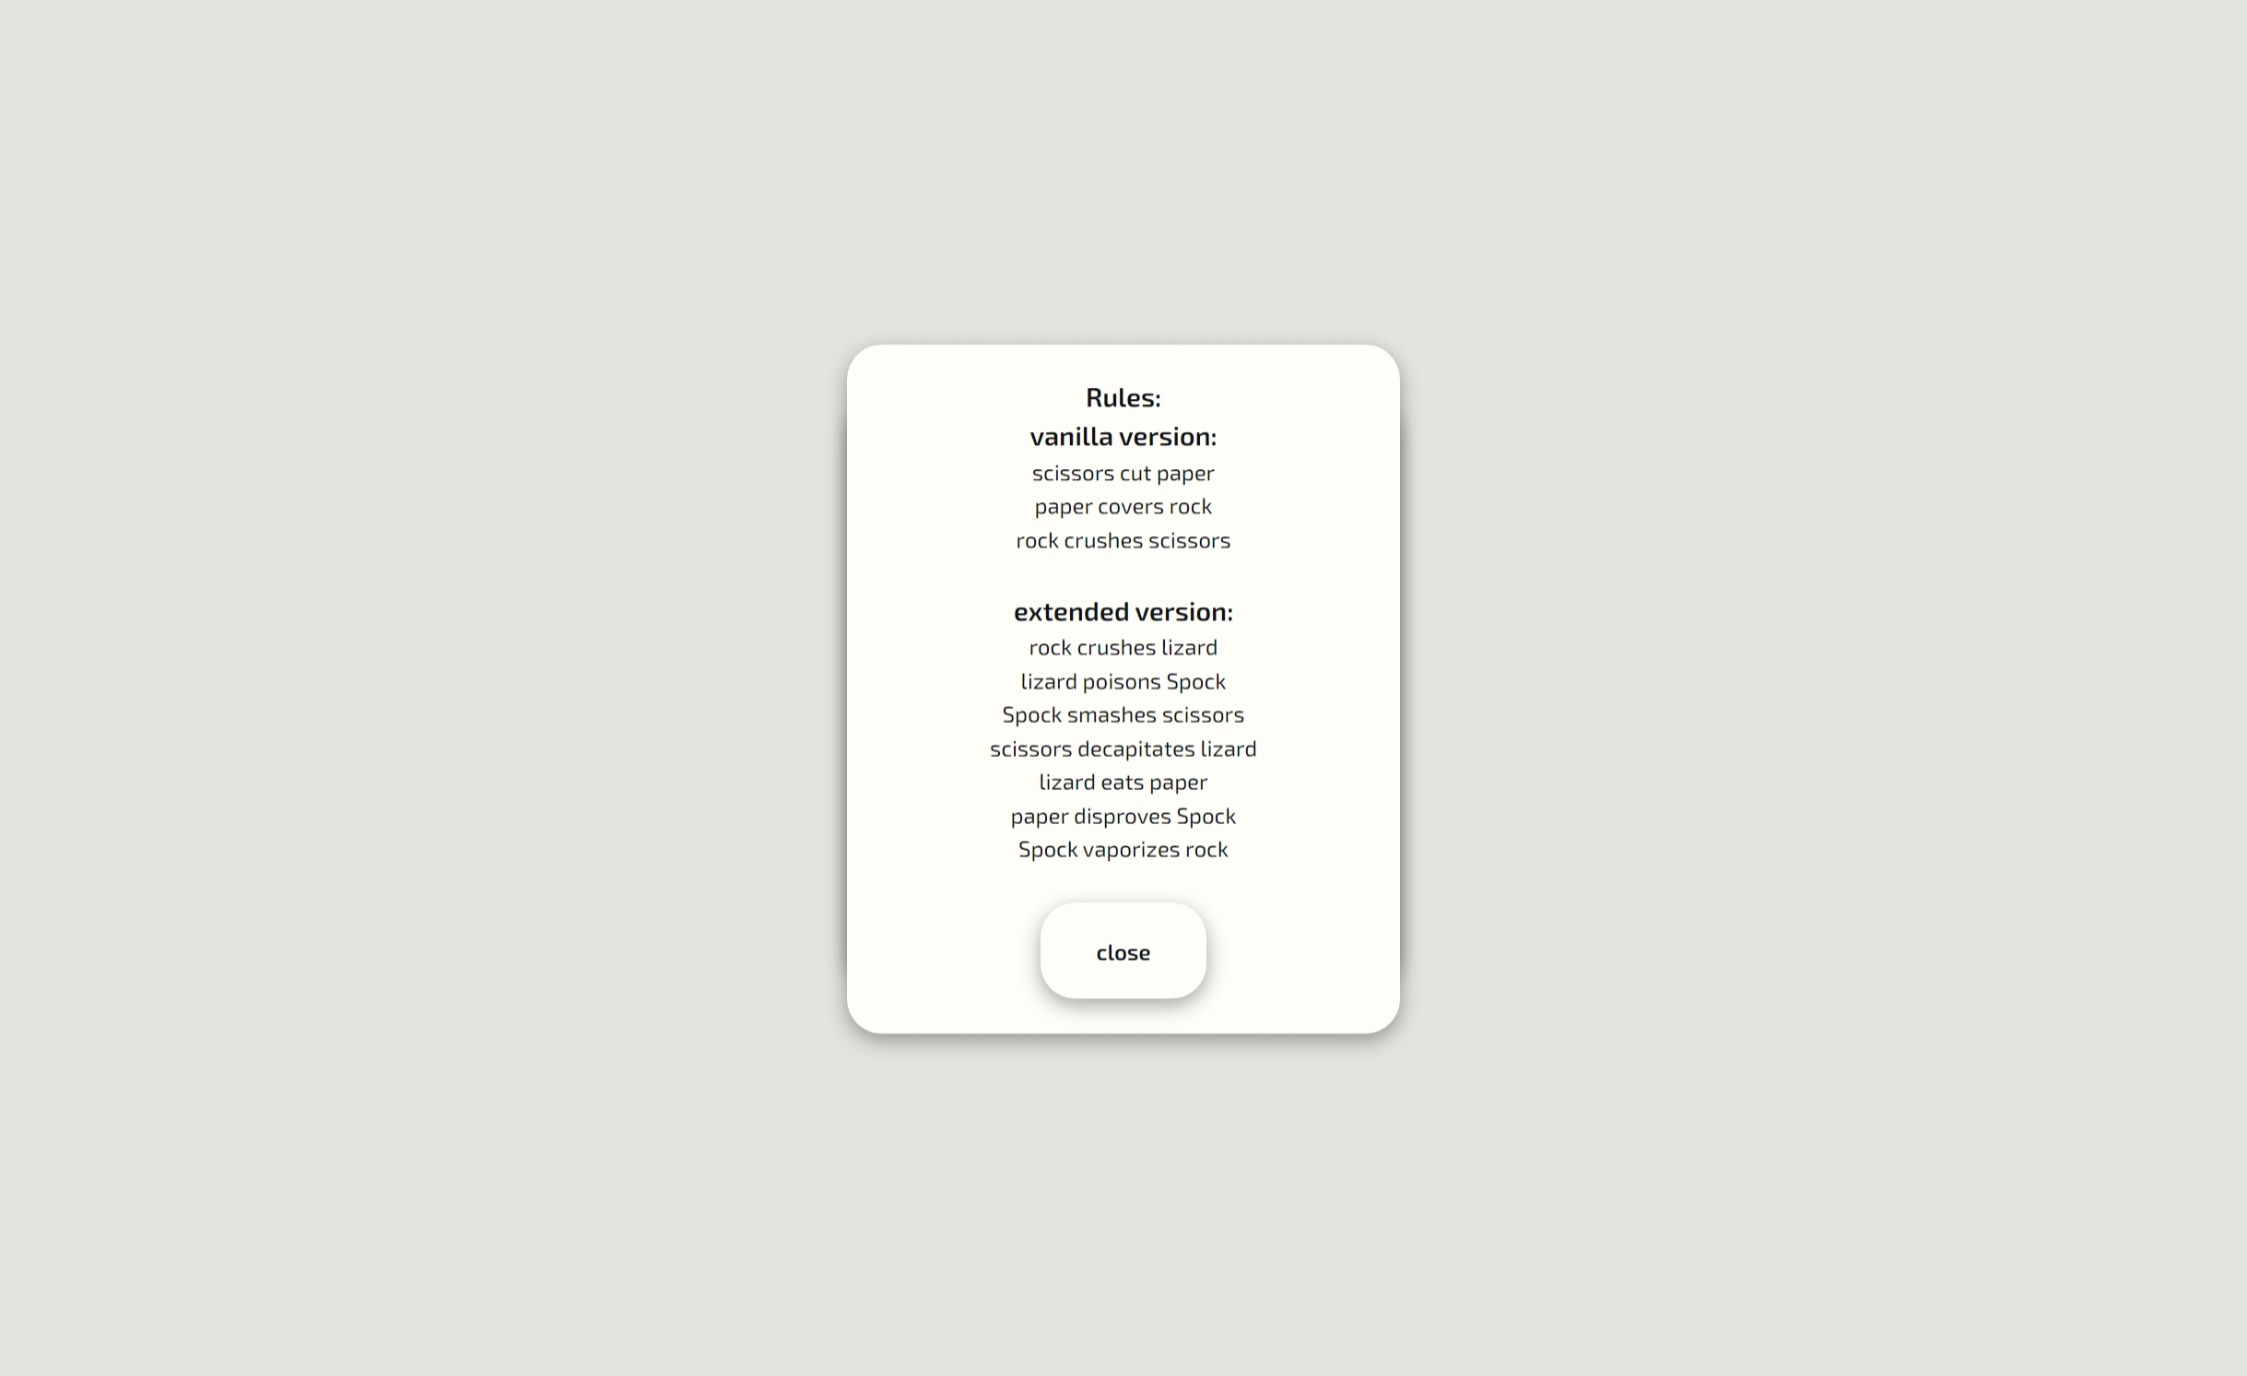 Rules:
vanilla version:
scissors cut paper
paper covers rock
rock crushes scissors
extended version:
rock crushes lizard
lizard poisons Spock
Spock smashes scissors
scissors decapitates lizard
lizard eats paper
paper disproves Spock
Spock vaporizes rock
close